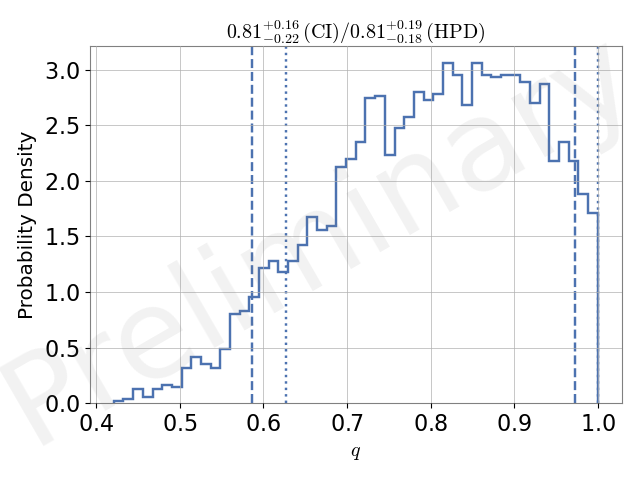 0.81^{+0.16}_{-0.22} (CI)/0.81^{+0.19}_{-0.18} (HPD)
Probability Density
3.0
2.5
2.0
1.5
1.0
0.5
0.0
0.4 0.5 0.6 0.7 0.8 0.9 1.0
q
Preliminary